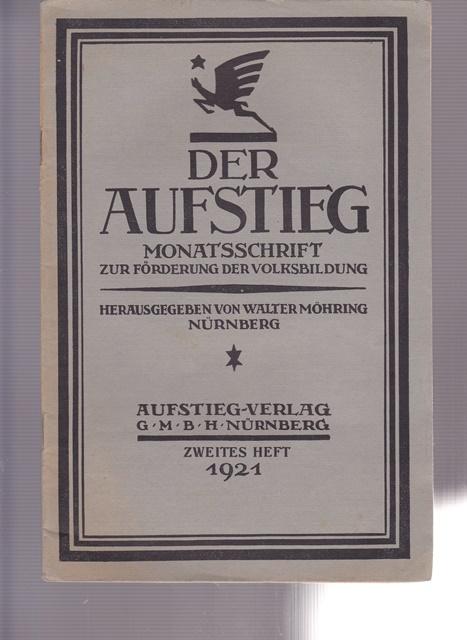 DER
AUFSTIEG
MONATSSCHRIFT
ZUR FÖRDERUNG DER VOLKSBILDUNG
HERAUSGEGEBEN VON WALTER MÖHRING
NÜRNBERG
AUFSTIEG-VERLAG
G·M·B·H·NÜRNBERG
ZWEITES HEFT
1921